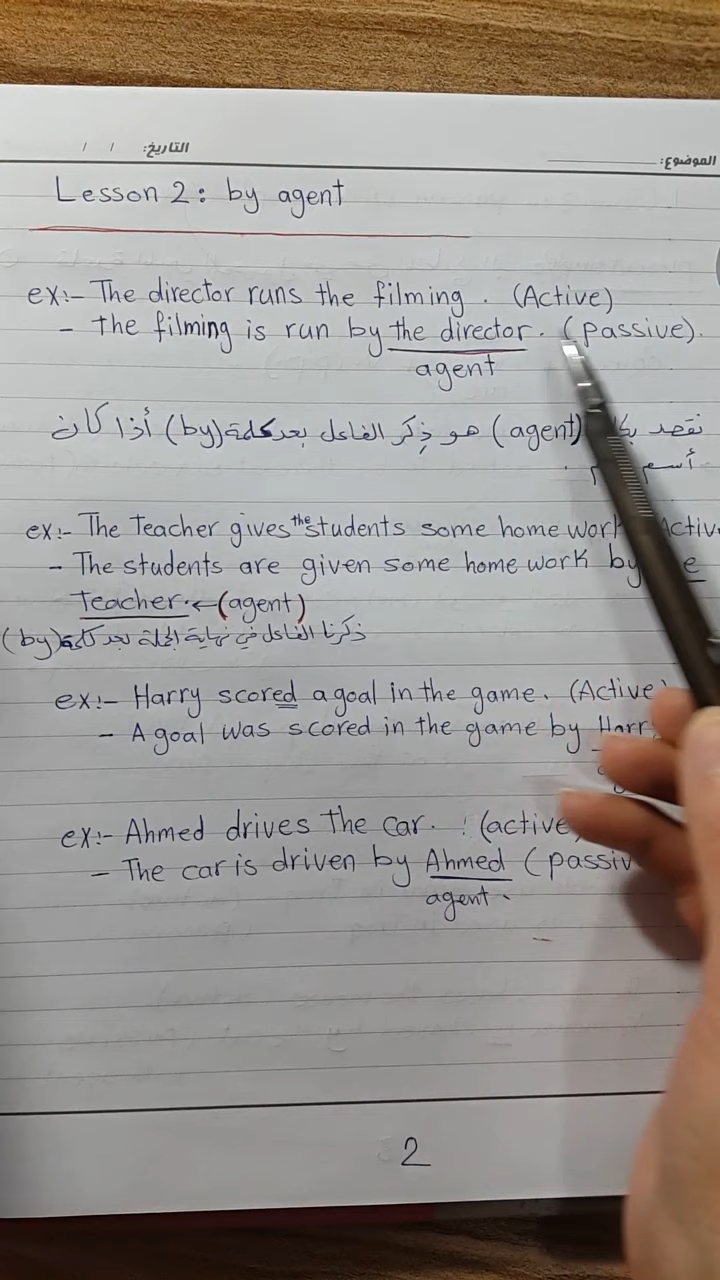 الموضوع:
التاريخ: / /
Lesson 2: by agent
ex:- The director runs the filming. (Active)
- the filming is run by the director. (passive).
agent
نقصد (agent) هو ذِكر الفاعل بعد كلمة (by) أذا كان
أسم
ex:- The Teacher gives the students some home work
- The students are given some home work by
Teacher. ← (agent)
ذكرنا الفاعل في نهاية الجملة بعد كلمة (by)
ex:- Harry scored a goal in the game. (Active)
- A goal was scored in the game by
ex:- Ahmed drives the car. (active)
- The car is driven by Ahmed (
agent.
2